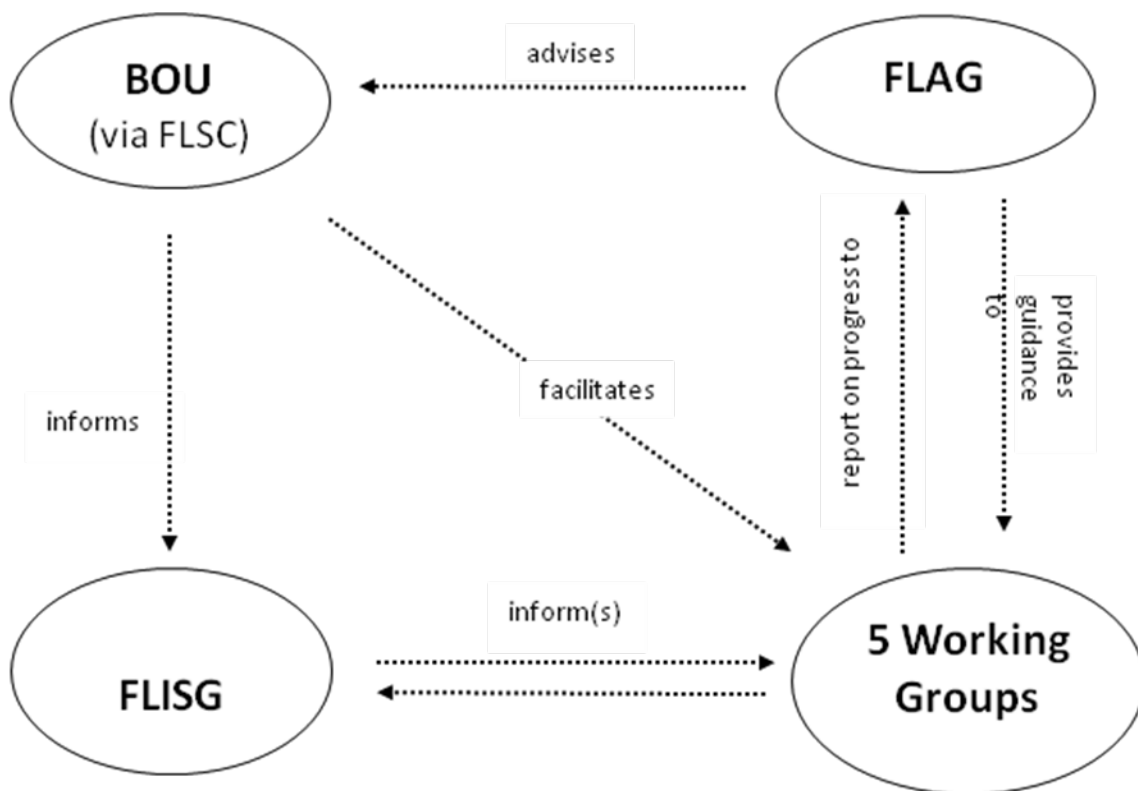 BOU
(via FLSC)
advises
FLAG
informs
facilitates
report on progress to
provides
guidance
to
FLISG
inform(s)
5 Working
Groups